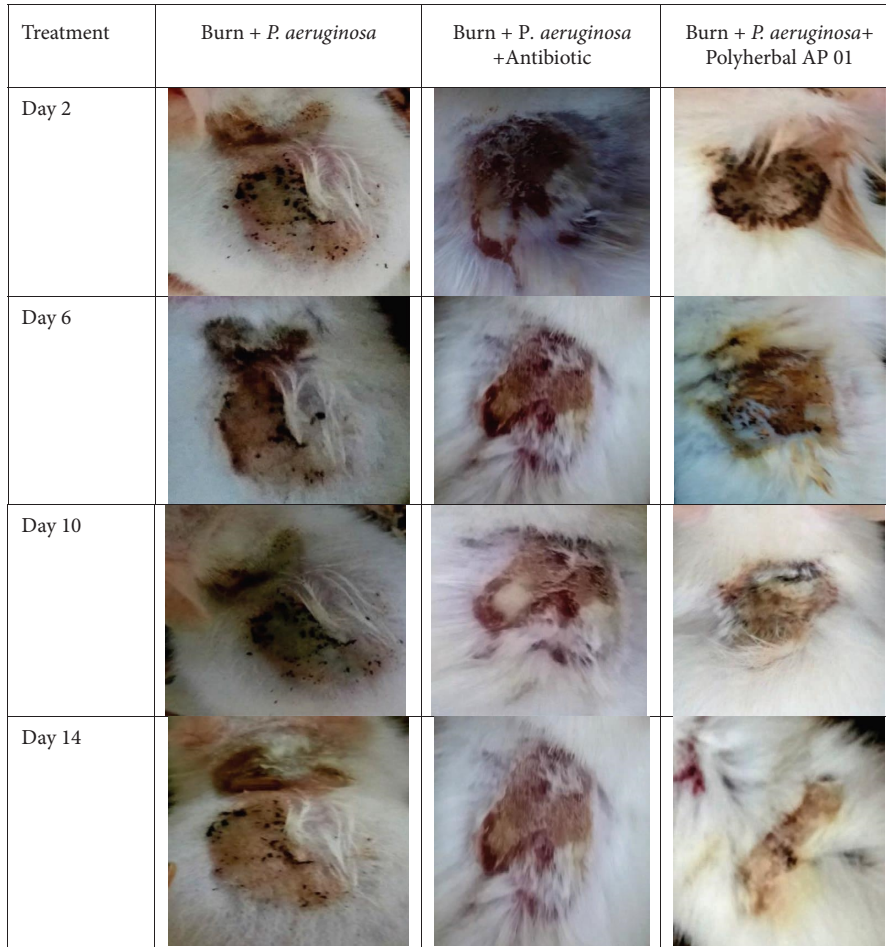 Treatment
Burn + P. aeruginosa
Burn + P. aeruginosa
+Antibiotic
Burn + P. aeruginosa+
Polyherbal AP 01
Day 2
Day 6
Day 10
Day 14